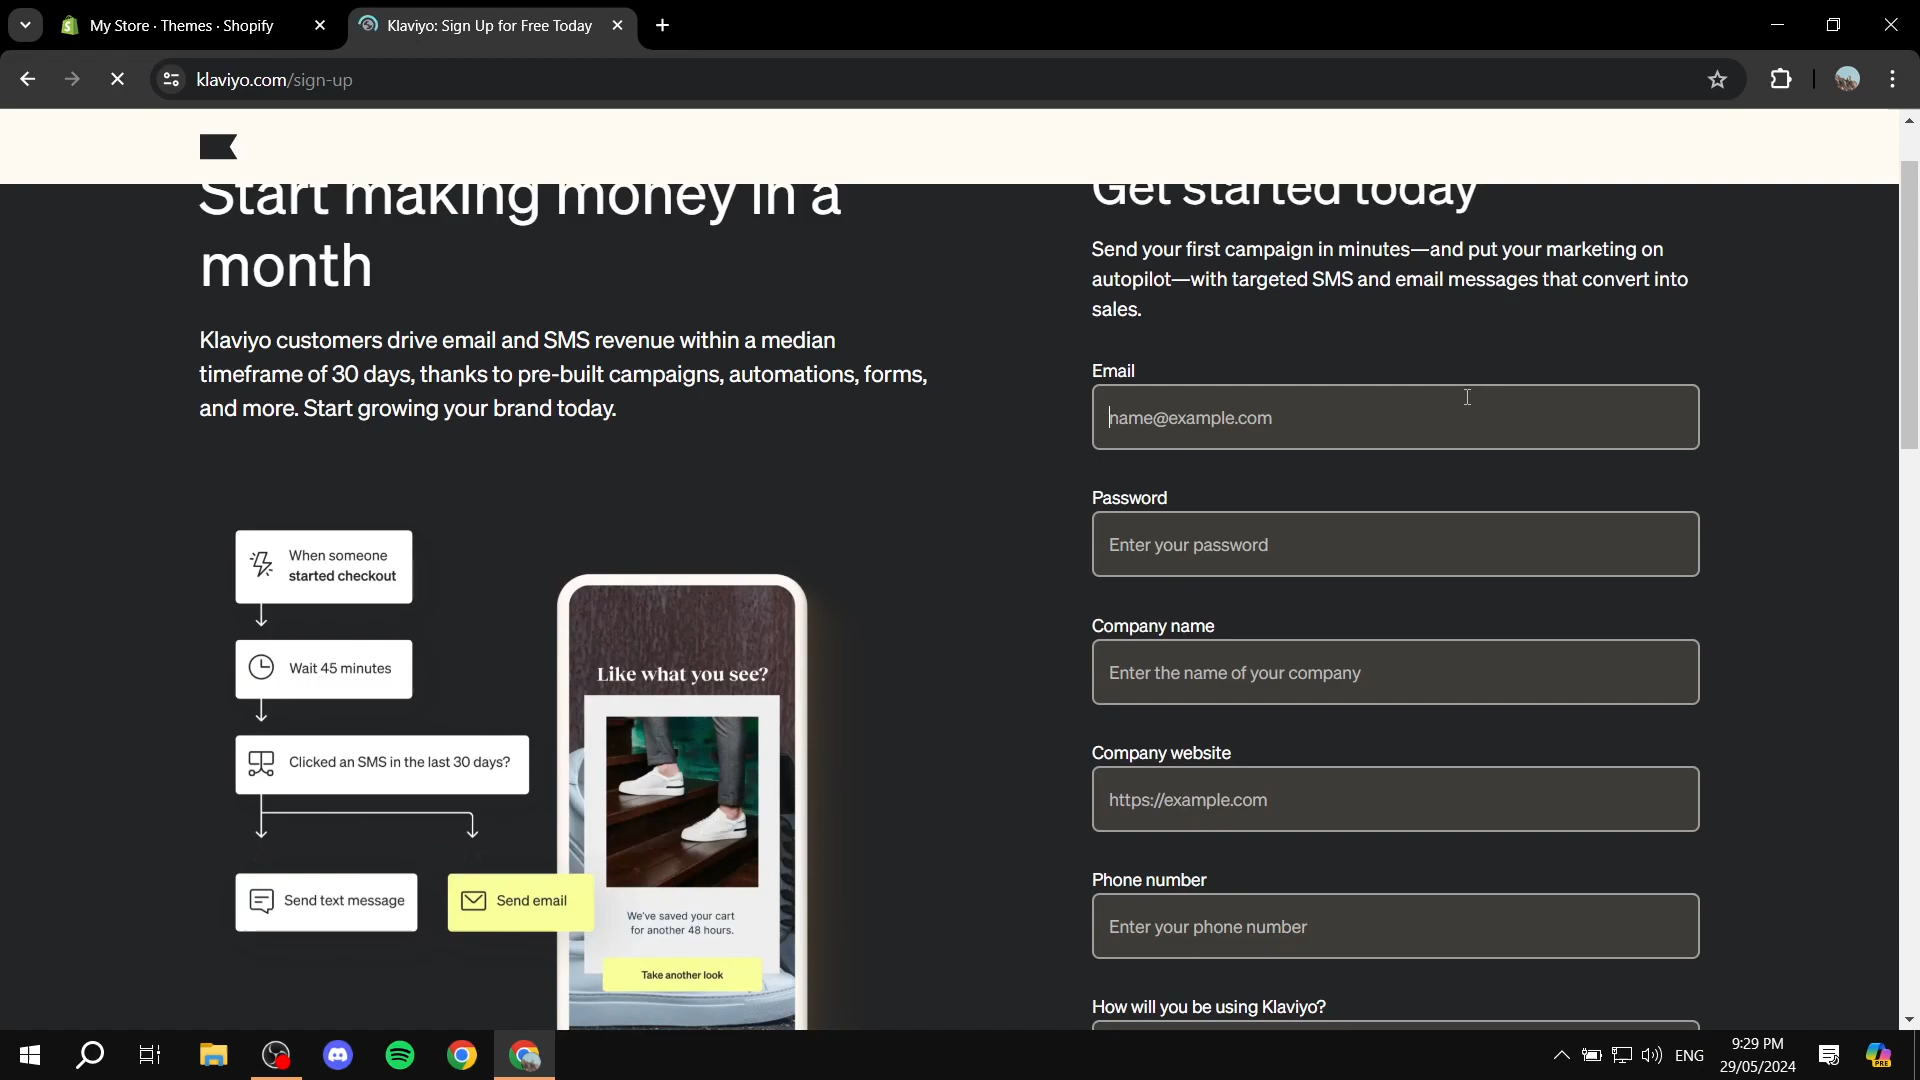 My Store · Themes · Shopify
Klaviyo: Sign Up for Free Today
klaviyo.com/sign-up
Start making money in a
month
Klaviyo customers drive email and SMS revenue within a median
timeframe of 30 days, thanks to pre-built campaigns, automations, forms,
and more. Start growing your brand today.
When someone
started checkout
Wait 45 minutes
Clicked an SMS in the last 30 days?
Send text message
Send email
Like what you see?
We've saved your cart
for another 48 hours.
Take another look
Get started today
Send your first campaign in minutes—and put your marketing on
autopilot—with targeted SMS and email messages that convert into
sales.
Email
name@example.com
Password
Enter your password
Company name
Enter the name of your company
Company website
https://example.com
Phone number
Enter your phone number
How will you be using Klaviyo?
ENG
9:29 PM
29/05/2024
PRE